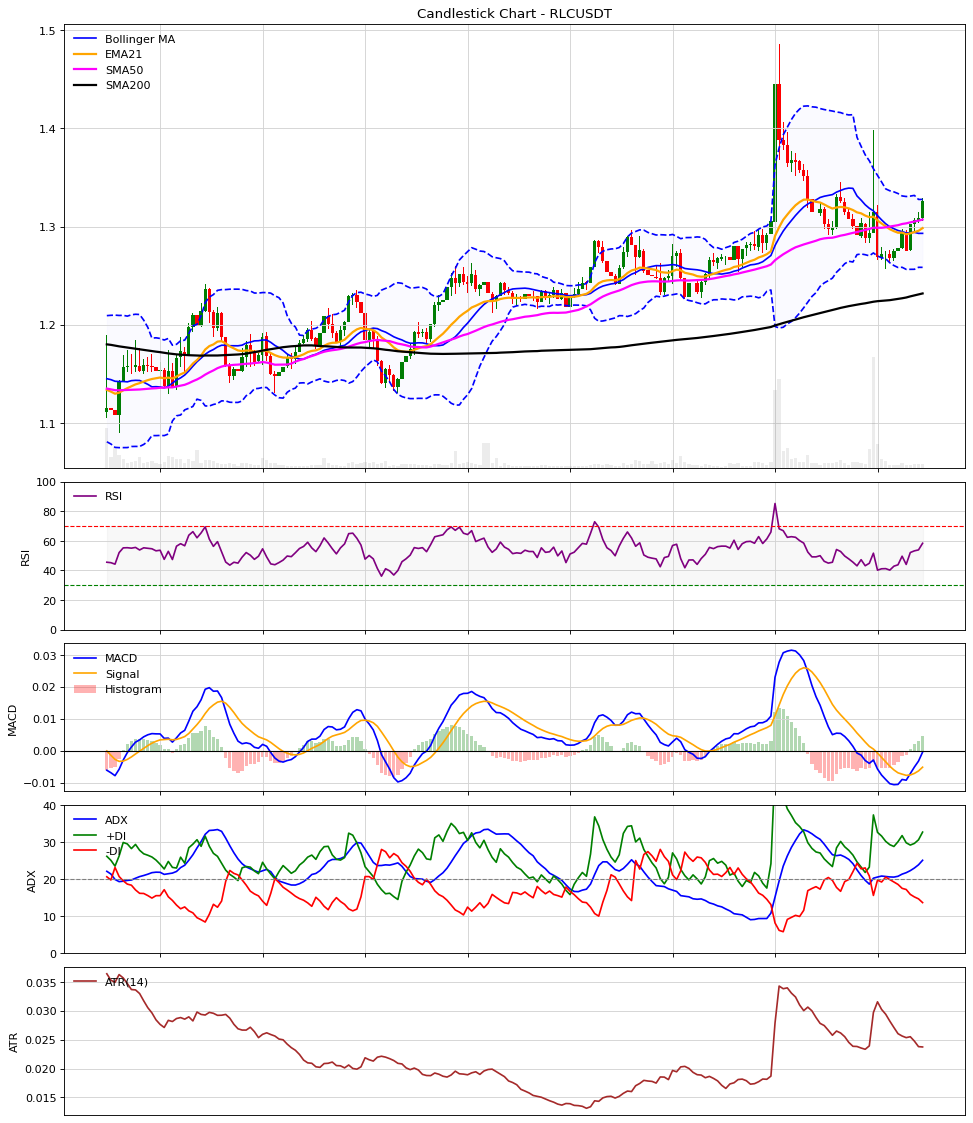 Candlestick Chart - RLCUSDT
1.5
1.4
1.3
1.2
1.1
Bollinger MA
EMA21
SMA50
SMA200
100
80
60
40
20
0
RSI
RSI
0.03
0.02
0.01
0.00
−0.01
MACD
MACD
Signal
Histogram
40
30
20
10
0
ADX
ADX
+DI
-DI
0.035
0.030
0.025
0.020
0.015
ATR
ATR(14)